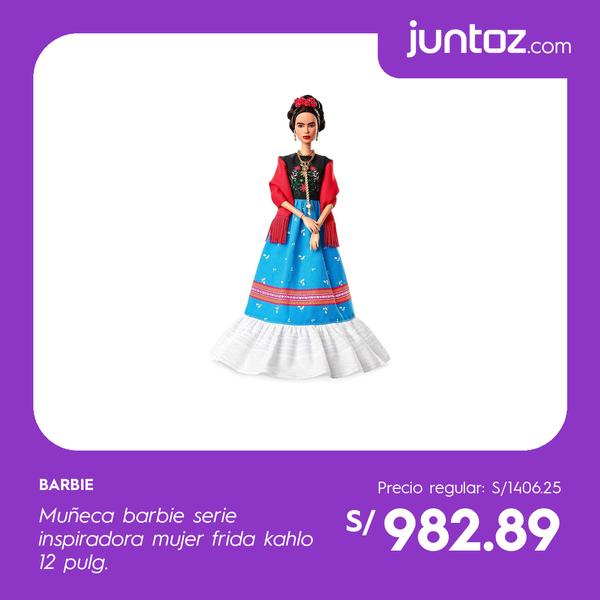 juntoz.com
BARBIE
Muñeca barbie serie
inspiradora mujer frida kahlo
12 pulg.
Precio regular: S/1406.25
S/982.89